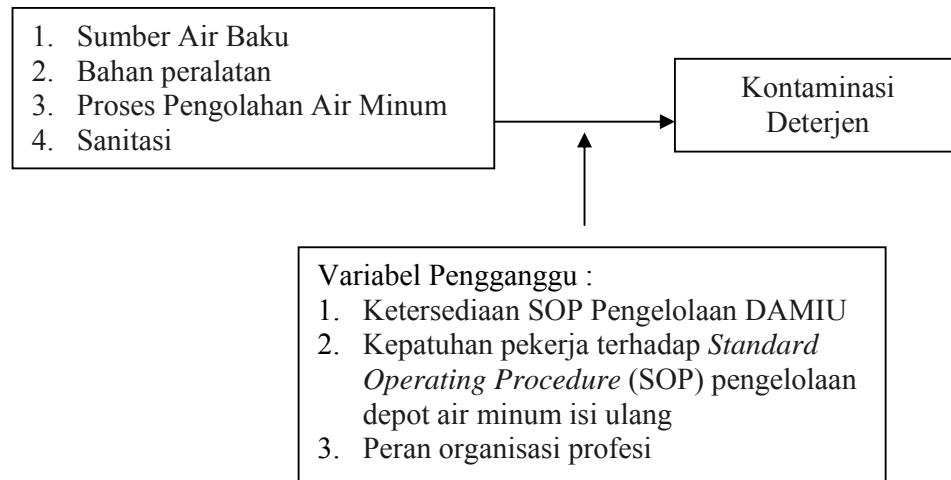 1. Sumber Air Baku
2. Bahan peralatan
3. Proses Pengolahan Air Minum
4. Sanitasi
Kontaminasi
Deterjen
Variabel Pengganggu :
1. Ketersediaan SOP Pengelolaan DAMIU
2. Kepatuhan pekerja terhadap Standard
Operating Procedure (SOP) pengelolaan
depot air minum isi ulang
3. Peran organisasi profesi